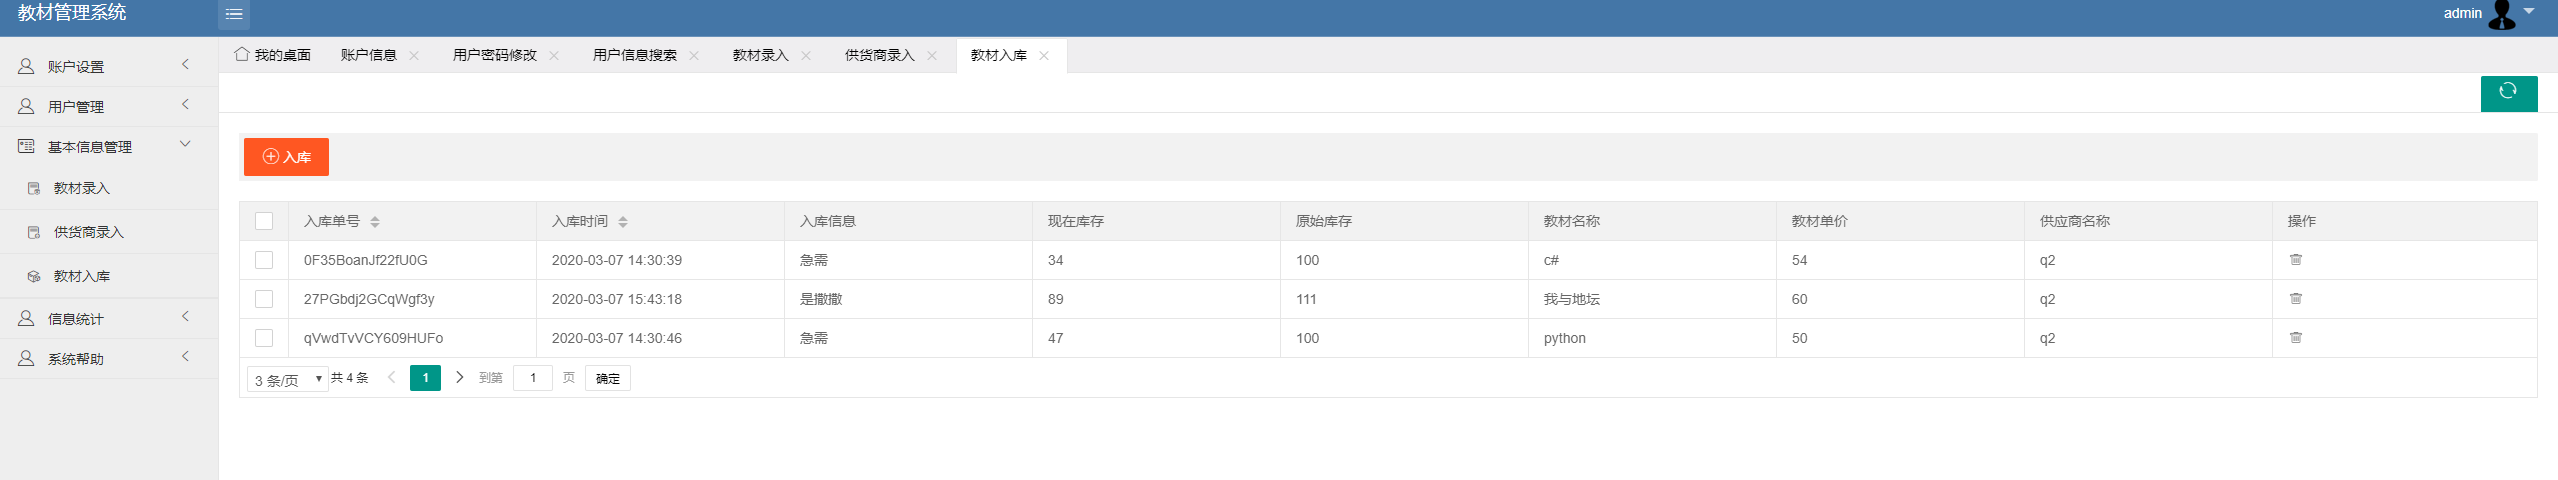 教材管理系统
admin
我的桌面 账户信息 用户密码修改 用户信息搜索 教材录入 供货商录入 教材入库
账户设置
用户管理
基本信息管理
教材录入
供货商录入
教材入库
信息统计
系统帮助
入库
入库单号 入库时间 入库信息 现在库存 原始库存 教材名称 教材单价 供应商名称 操作
0F35BoanJf22fU0G 2020-03-07 14:30:39 急需 34 100 c# 54 q2
27PGbdj2GCqWgf3y 2020-03-07 15:43:18 是撒撒 89 111 我与地坛 60 q2
qVwdTvVCY609HUFo 2020-03-07 14:30:46 急需 47 100 python 50 q2
3 条/页 共 4 条 1 到第 1 页 确定